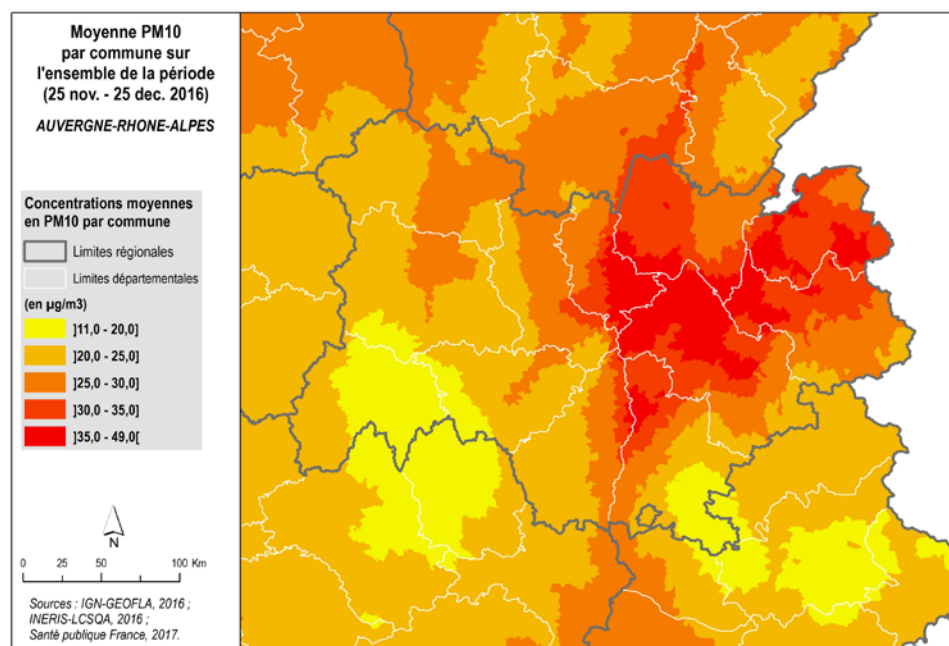 Moyenne PM10
par commune sur
l'ensemble de la période
(25 nov. - 25 dec. 2016)
AUVERGNE-RHONE-ALPES
Concentrations moyennes
en PM10 par commune
Limites régionales
Limites départementales
(en µg/m3)
]11,0 - 20,0]
]20,0 - 25,0]
]25,0 - 30,0]
]30,0 - 35,0]
]35,0 - 49,0[
N
0 25 50 100 Km
Sources : IGN-GEOFLA, 2016 ;
INERIS-LCSQA, 2016 ;
Santé publique France, 2017.